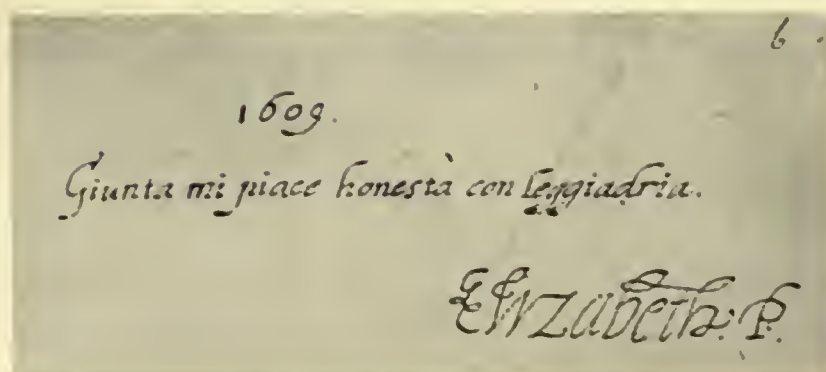 6.
1609.
Giunta mi piace honestà con leggiadria.
Elizabeth: P.